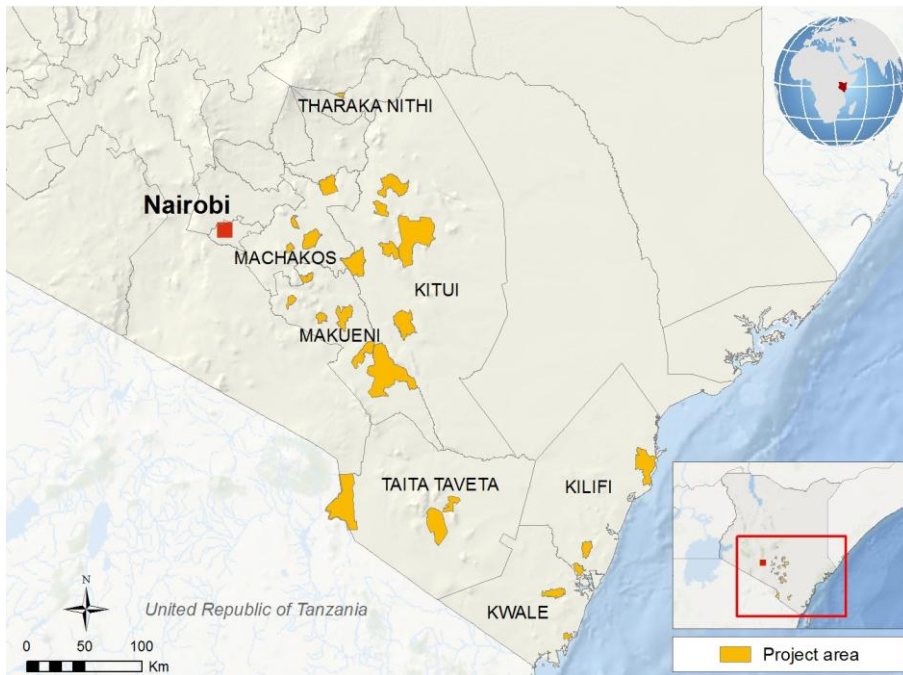 THARAKA NITHI
Nairobi
MACHAKOS
KITUI
MAKUENI
TAITA TAVETA
KILIFI
KWALE
N
United Republic of Tanzania
0 50 100
Km
Project area